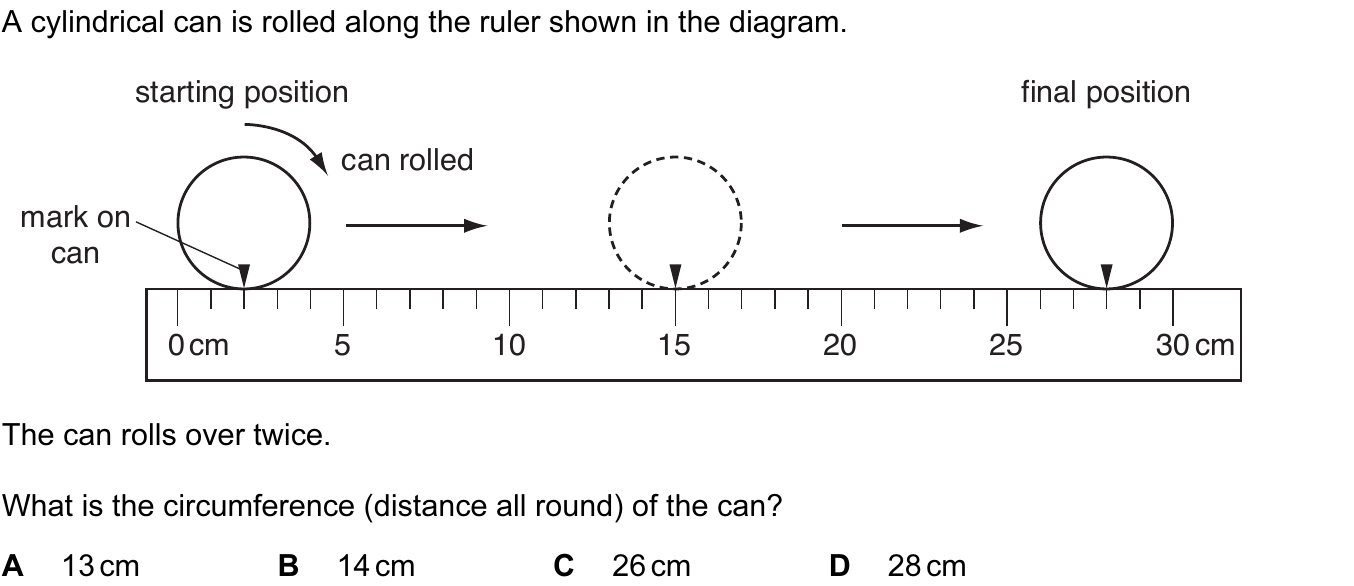 A cylindrical can is rolled along the ruler shown in the diagram.
starting position
final position
can rolled
mark on
can
0 cm 5 10 15 20 25 30 cm
The can rolls over twice.
What is the circumference (distance all round) of the can?
A 13 cm B 14 cm C 26 cm D 28 cm